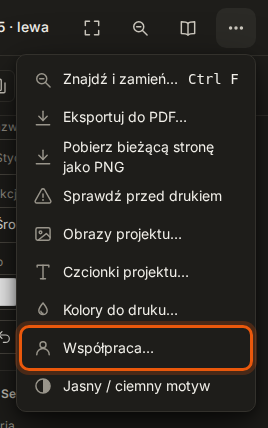 5 · lewa
Znajdź i zamień... Ctrl F
Eksportuj do PDF...
Pobierz bieżącą stronę
jako PNG
Sprawdź przed drukiem
Obrazy projektu...
Czcionki projektu...
Kolory do druku...
Współpraca...
Jasny / ciemny motyw